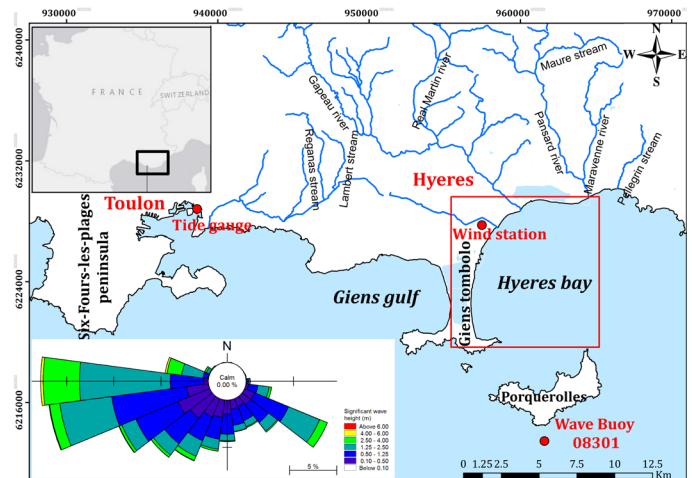 930000 940000 950000 960000 970000
6240000
6232000
6224000
6216000
N
W E
S
FRANCE
SWITZERLAND
Gapeau river
Real Martin river
Maure stream
Reganas stream
Lambert stream
Pansard river
Maravenne river
Pellegrin stream
Hyeres
Toulon
Tide gauge
Wind station
Six-Fours-les-plages
peninsula
Giens gulf
Giens tombolo
Hyeres bay
Porquerolles
Wave Buoy
08301
N
Calm
0.00 %
Significant wave
height (m)
Above 6.00
4.00 - 6.00
2.50 - 4.00
1.25 - 2.50
0.50 - 1.25
0.10 - 0.50
Below 0.10
5 %
0 1.25 2.5 5 7.5 10 12.5
Km